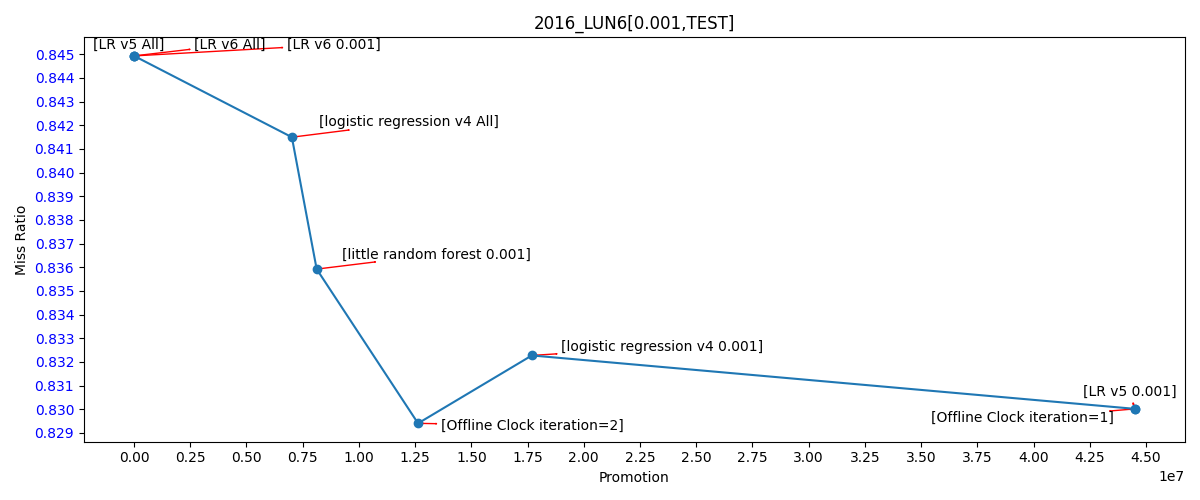 2016_LUN6[0.001,TEST]
[LR v5 All]
[LR v6 All]
[LR v6 0.001]
[logistic regression v4 All]
[little random forest 0.001]
[logistic regression v4 0.001]
[LR v5 0.001]
[Offline Clock iteration=1]
[Offline Clock iteration=2]
Miss Ratio
0.845
0.844
0.843
0.842
0.841
0.840
0.839
0.838
0.837
0.836
0.835
0.834
0.833
0.832
0.831
0.830
0.829
0.00 0.25 0.50 0.75 1.00 1.25 1.50 1.75 2.00 2.25 2.50 2.75 3.00 3.25 3.50 3.75 4.00 4.25 4.50
1e7
Promotion